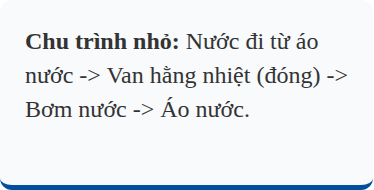 Chu trình nhỏ: Nước đi từ áo
nước -> Van hằng nhiệt (đóng) ->
Bơm nước -> Áo nước.